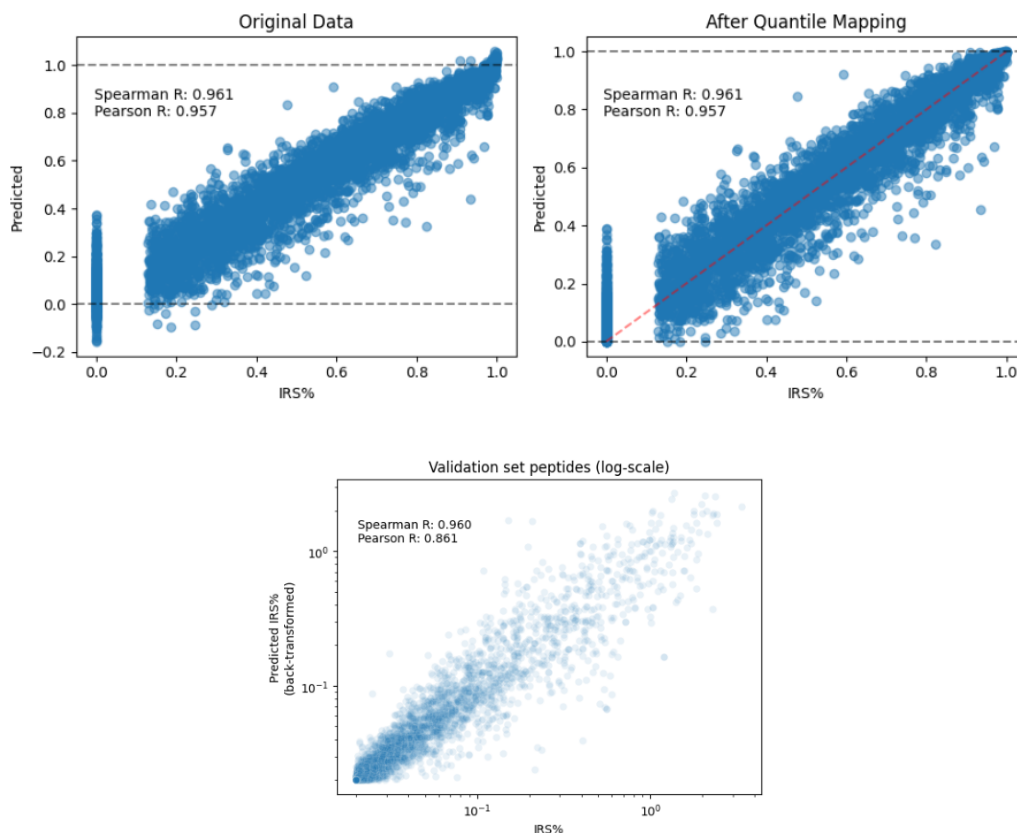 Original Data
Spearman R: 0.961
Pearson R: 0.957
Predicted
1.0
0.8
0.6
0.4
0.2
0.0
−0.2
0.0 0.2 0.4 0.6 0.8 1.0
IRS%
After Quantile Mapping
Spearman R: 0.961
Pearson R: 0.957
Predicted
1.0
0.8
0.6
0.4
0.2
0.0
0.0 0.2 0.4 0.6 0.8 1.0
IRS%
Validation set peptides (log-scale)
Spearman R: 0.960
Pearson R: 0.861
Predicted IRS%
(back-transformed)
10⁰
10⁻¹
10⁻¹ 10⁰
IRS%